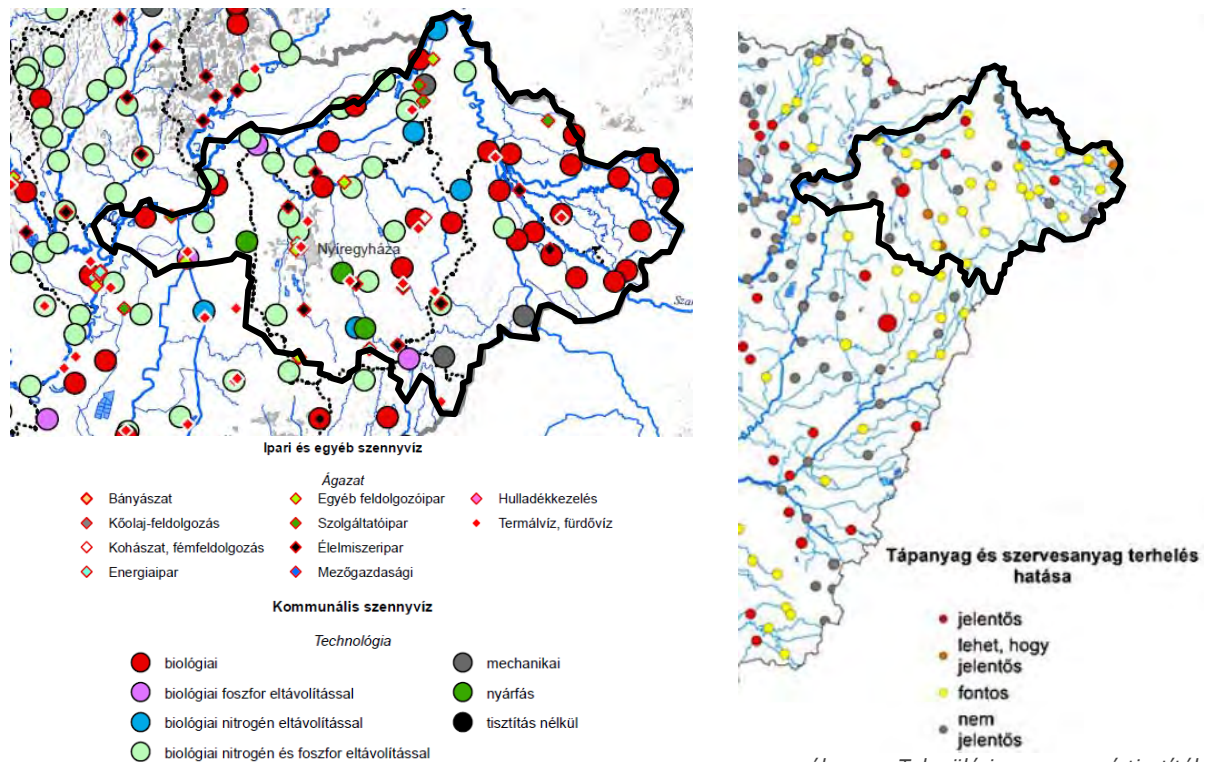 Nyíregyháza
Ipari és egyéb szennyvíz
Ágazat
Bányászat
Kőolaj-feldolgozás
Kohászat, fémfeldolgozás
Energiaipar
Egyéb feldolgozóipar
Szolgáltatóipar
Élelmiszeripar
Mezőgazdasági
Hulladékkezelés
Termálvíz, fürdővíz
Kommunális szennyvíz
Technológia
biológiai
biológiai foszfor eltávolítással
biológiai nitrogén eltávolítással
biológiai nitrogén és foszfor eltávolítással
mechanikai
nyárfás
tisztítás nélkül
Tápanyag és szervesanyag terhelés
hatása
jelentős
lehet, hogy
jelentős
fontos
nem
jelentős